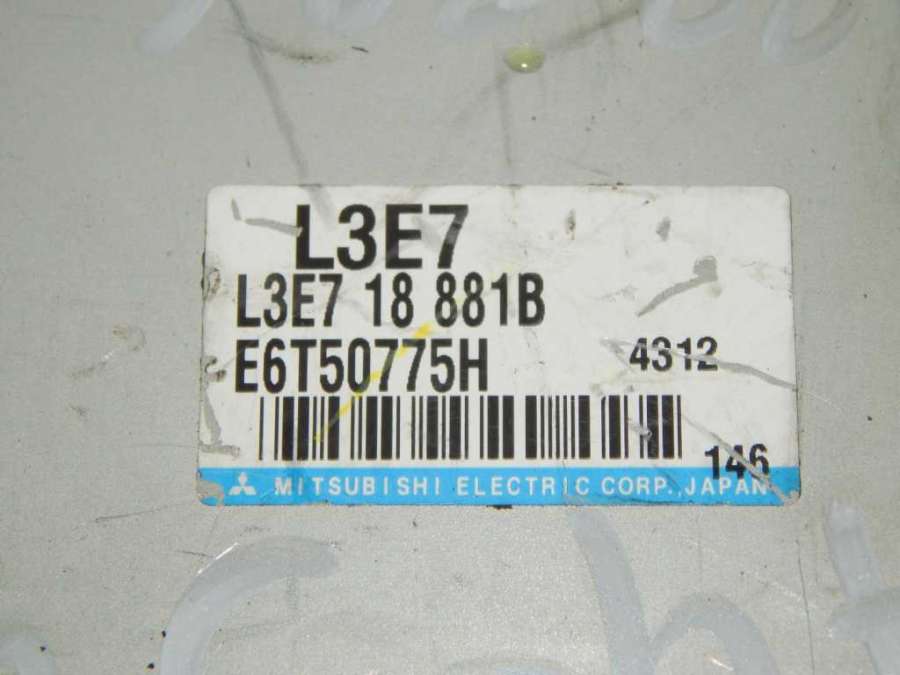 L3E7
L3E7 18 881B
E6T50775H 4312
146
MITSUBISHI ELECTRIC CORP., JAPAN